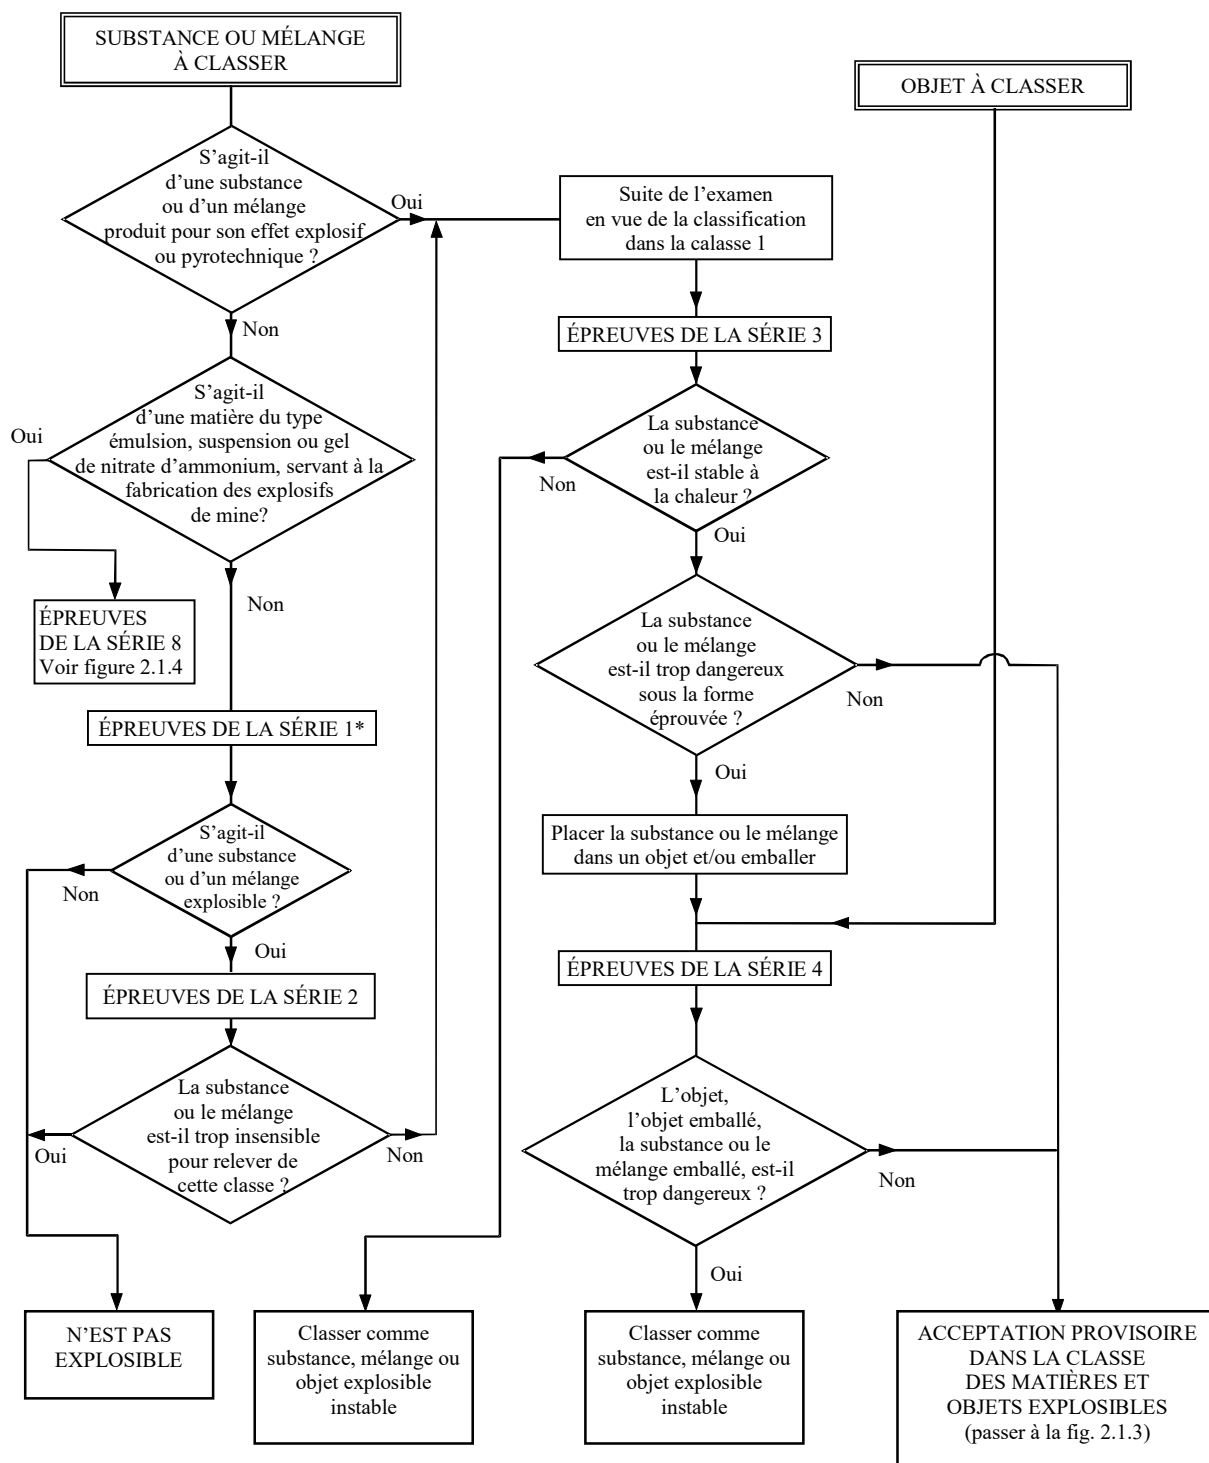 SUBSTANCE OU MÉLANGE
À CLASSER
OBJET À CLASSER
S’agit-il
d’une substance
ou d’un mélange
produit pour son effet explosif
ou pyrotechnique ?
Oui
Non
Suite de l’examen
en vue de la classification
dans la calasse 1
ÉPREUVES DE LA SÉRIE 3
S’agit-il
d’une matière du type
émulsion, suspension ou gel
de nitrate d’ammonium, servant à la
fabrication des explosifs
de mine?
Oui
Non
La substance
ou le mélange
est-il stable à
la chaleur ?
Non
Oui
ÉPREUVES
DE LA SÉRIE 8
Voir figure 2.1.4
La substance
ou le mélange
est-il trop dangereux
sous la forme
éprouvée ?
Non
Oui
ÉPREUVES DE LA SÉRIE 1*
S’agit-il
d’une substance
ou d’un mélange
explosible ?
Non
Oui
Placer la substance ou le mélange
dans un objet et/ou emballer
ÉPREUVES DE LA SÉRIE 4
ÉPREUVES DE LA SÉRIE 2
La substance
ou le mélange
est-il trop insensible
pour relever de
cette classe ?
Oui
Non
L’objet,
l’objet emballé,
la substance ou le
mélange emballé, est-il
trop dangereux ?
Non
Oui
N’EST PAS
EXPLOSIBLE
Classer comme
substance, mélange ou
objet explosible
instable
Classer comme
substance, mélange ou
objet explosible
instable
ACCEPTATION PROVISOIRE
DANS LA CLASSE
DES MATIÈRES ET
OBJETS EXPLOSIBLES
(passer à la fig. 2.1.3)